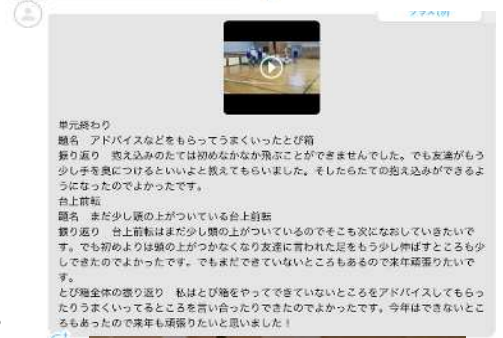 クラス(9)
単元終わり
題名　アドバイスなどをもらってうまくいったとび箱
振り返り　抱え込みのたては初めなかなか飛ぶことができませんでした。でも友達がもう
少し手を奥につけるといいよと教えてもらいました。そしたらたての抱え込みができるよ
うになったのでよかったです。
台上前転
題名　まだ少し頭の上がついている台上前転
振り返り　台上前転はまだ少し頭の上がついているのでそこも次になおしていきたいで
す。でも初めよりは頭の上がつかなくなり友達に言われた足をもう少し伸ばすところも少
しできたのでよかったです。でもまだできていないところもあるので来年頑張りたいで
す。
とび箱全体の振り返り　私はとび箱をやってできていないところをアドバイスしてもらっ
たりうまくいってるところを言い合ったりできたのでよかったです。今年はできないとこ
ろもあったので来年も頑張りたいと思いました！